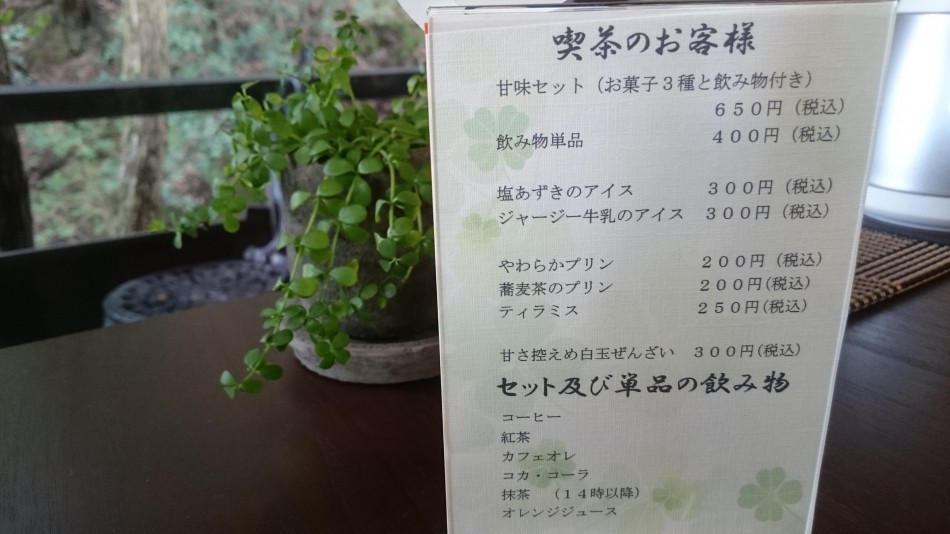 喫茶のお客様
甘味セット（お菓子３種と飲み物付き）
６５０円（税込）
飲み物単品 ４００円（税込）
塩あずきのアイス ３００円（税込）
ジャージー牛乳のアイス ３００円（税込）
やわらかプリン ２００円（税込）
蕎麦茶のプリン ２００円(税込）
ティラミス ２５０円(税込）
甘さ控えめ白玉ぜんざい ３００円(税込）
セット及び単品の飲み物
コーヒー
紅茶
カフェオレ
コカ・コーラ
抹茶 （１４時以降）
オレンジジュース